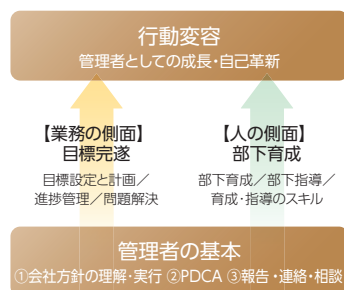 行動変容
管理者としての成長・自己革新
【業務の側面】
目標完遂
目標設定と計画／
進捗管理／問題解決
【人の側面】
部下育成
部下育成／部下指導／
育成・指導のスキル
管理者の基本
①会社方針の理解・実行 ②PDCA ③報告・連絡・相談